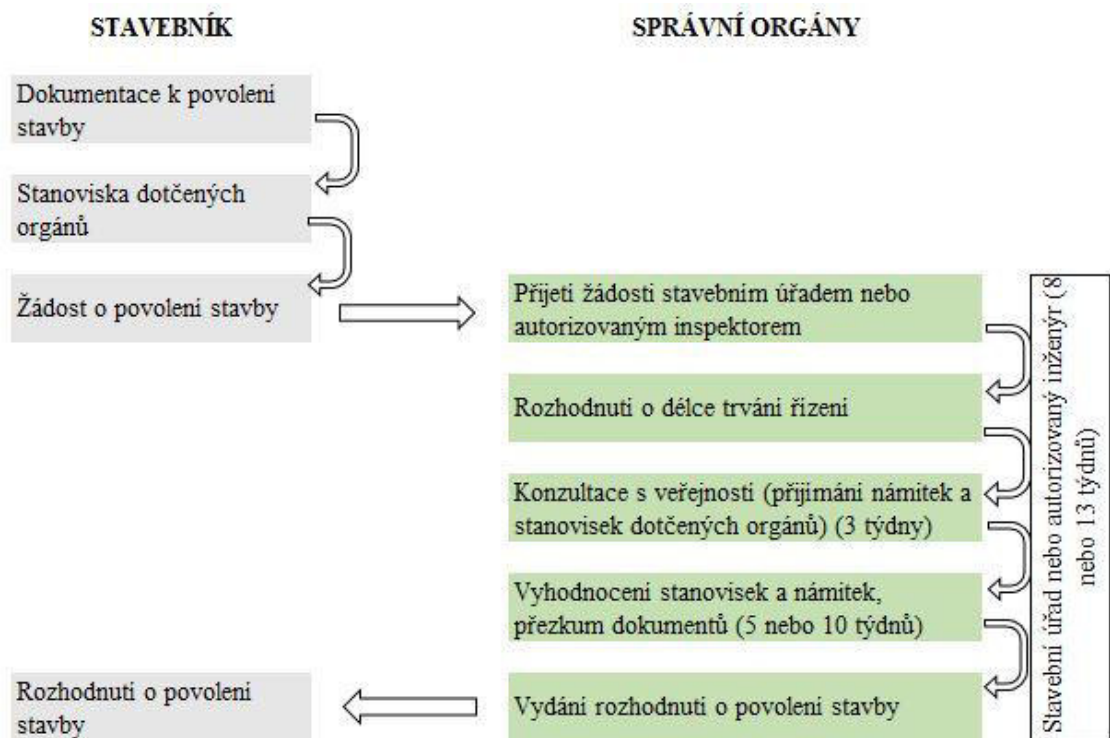 STAVEBNÍK
SPRÁVNÍ ORGÁNY
Dokumentace k povolení
stavby
Stanoviska dotčených
orgánů
Žádost o povolení stavby
Přijetí žádosti stavebním úřadem nebo
autorizovaným inspektorem
Rozhodnutí o délce trvání řízení
Konzultace s veřejností (přijímání námitek a
stanovisek dotčených orgánů) (3 týdny)
Vyhodnocení stanovisek a námitek,
přezkum dokumentů (5 nebo 10 týdnů)
Vydání rozhodnutí o povolení stavby
Rozhodnutí o povolení
stavby
Stavební úřad nebo autorizovaný inženýr (8
nebo 13 týdnů)